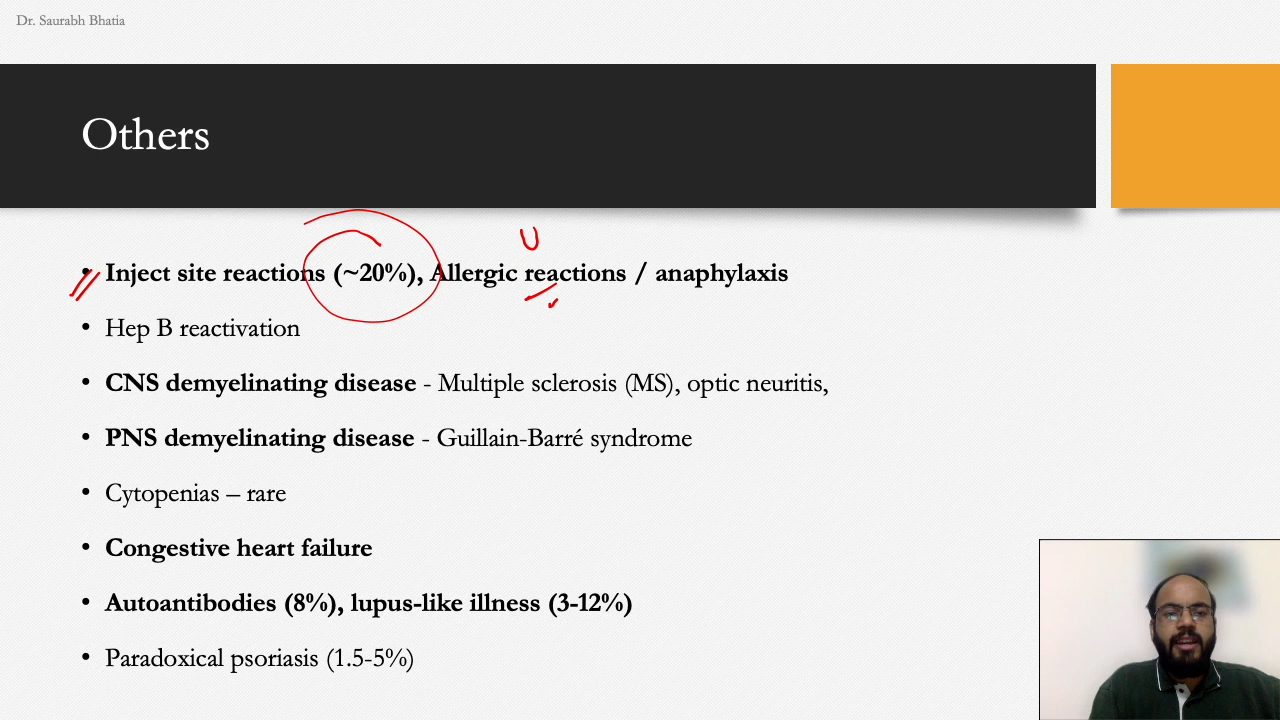 Dr. Saurabh Bhatia
Others
• Inject site reactions (~20%), Allergic reactions / anaphylaxis
• Hep B reactivation
• CNS demyelinating disease - Multiple sclerosis (MS), optic neuritis,
• PNS demyelinating disease - Guillain-Barré syndrome
• Cytopenias – rare
• Congestive heart failure
• Autoantibodies (8%), lupus-like illness (3-12%)
• Paradoxical psoriasis (1.5-5%)